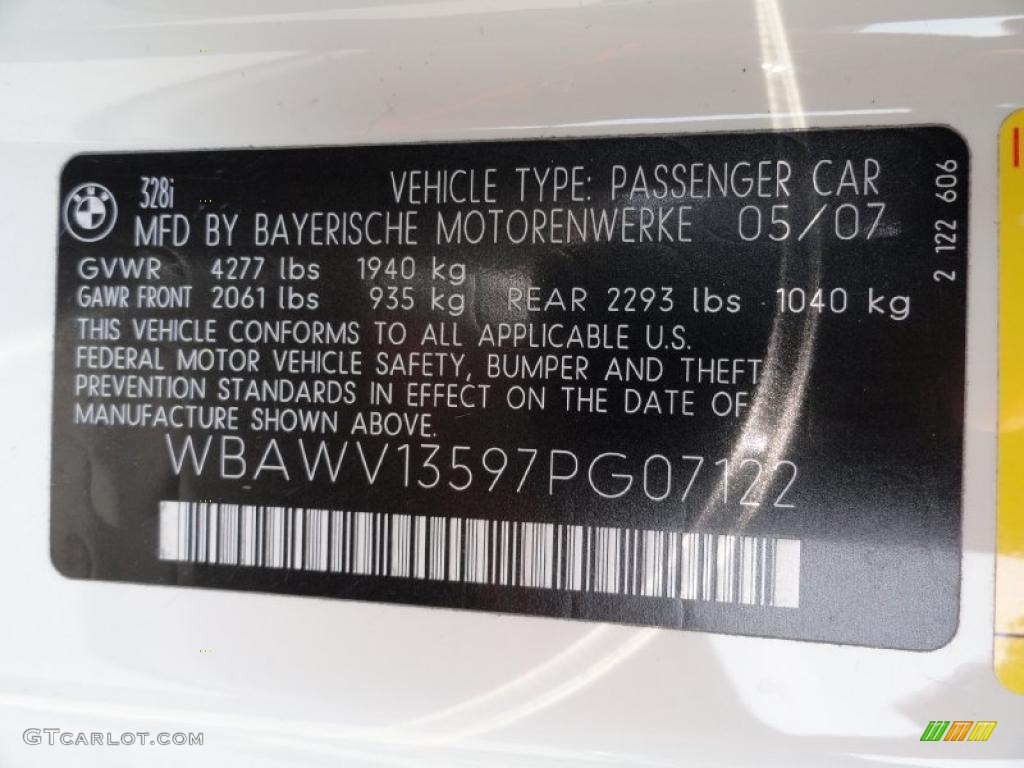 328i VEHICLE TYPE: PASSENGER CAR
MFD BY BAYERISCHE MOTORENWERKE 05/07
GVWR 4277 lbs 1940 kg
GAWR FRONT 2061 lbs 935 kg REAR 2293 lbs 1040 kg
THIS VEHICLE CONFORMS TO ALL APPLICABLE U.S.
FEDERAL MOTOR VEHICLE SAFETY, BUMPER AND THEFT
PREVENTION STANDARDS IN EFFECT ON THE DATE OF
MANUFACTURE SHOWN ABOVE.
WBAWV13597PG07122
2 122 606
GTCARLOT.COM